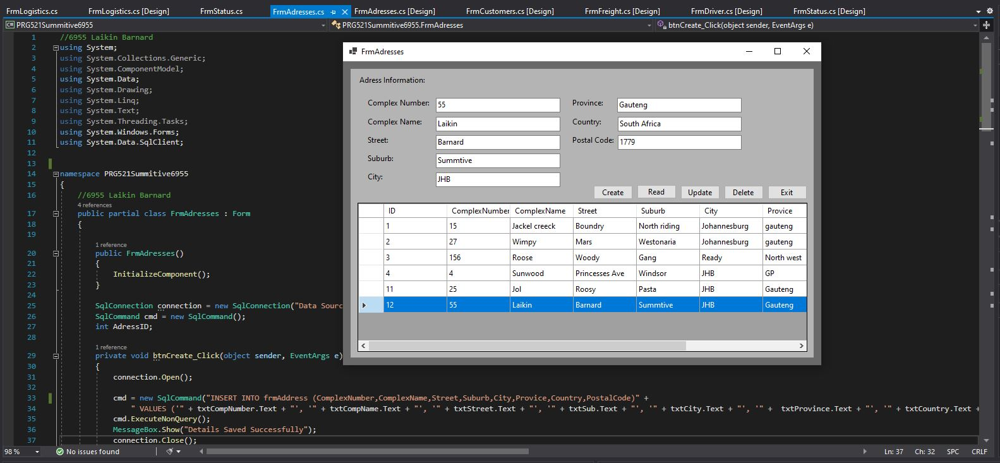 FrmLogistics.cs FrmLogistics.cs [Design] FrmStatus.cs FrmAdresses.cs FrmAdresses.cs [Design] FrmCustomers.cs [Design] FrmFreight.cs [Design] FrmDriver.cs [Design] FrmStatus.cs [Design]
C# PRG521Summitive6955 PRG521Summitive6955.FrmAdresses btnCreate_Click(object sender, EventArgs e)
1 //6955 Laikin Barnard
2 using System;
3 using System.Collections.Generic;
4 using System.ComponentModel;
5 using System.Data;
6 using System.Drawing;
7 using System.Linq;
8 using System.Text;
9 using System.Threading.Tasks;
10 using System.Windows.Forms;
11 using System.Data.SqlClient;
12
13
14 namespace PRG521Summitive6955
15 {
16 //6955 Laikin Barnard
4 references
17 public partial class FrmAdresses : Form
18 {
19
1 reference
20 public FrmAdresses()
21 {
22 InitializeComponent();
23 }
24
25 SqlConnection connection = new SqlConnection("Data Sourc
26 SqlCommand cmd = new SqlCommand();
27 int AdressID;
28
1 reference
29 private void btnCreate_Click(object sender, EventArgs e)
30 {
31 connection.Open();
32
33 cmd = new SqlCommand("INSERT INTO frmAddress (ComplexNumber,ComplexName,Street,Suburb,City,Provice,Country,PostalCode)" +
34 " VALUES ('" + txtCompNumber.Text + "', '" + txtCompName.Text + "', '" + txtStreet.Text + "', '" + txtSub.Text + "', '" + txtCity.Text + "', '" + txtProvince.Text + "', '" + txtCountry.Text +
35 cmd.ExecuteNonQuery();
36 MessageBox.Show("Details Saved Successfully");
37 connection.Close();
FrmAdresses
Adress Information:
Complex Number: 55 Province: Gauteng
Complex Name: Laikin Country: South Africa
Street: Barnard Postal Code: 1779
Suburb: Summtive
City: JHB
Create Read Update Delete Exit
ID ComplexNumber ComplexName Street Suburb City Provice
1 15 Jackel creeck Boundry North riding Johannesburg gauteng
2 27 Wimpy Mars Westonaria Johannesburg gauteng
3 156 Roose Woody Gang Ready North west
4 4 Sunwood Princesses Ave Windsor JHB GP
11 25 Jol Roosy Pasta JHB Gauteng
12 55 Laikin Barnard Summtive JHB Gauteng
98 % No issues found Ln: 37 Ch: 32 SPC CRLF